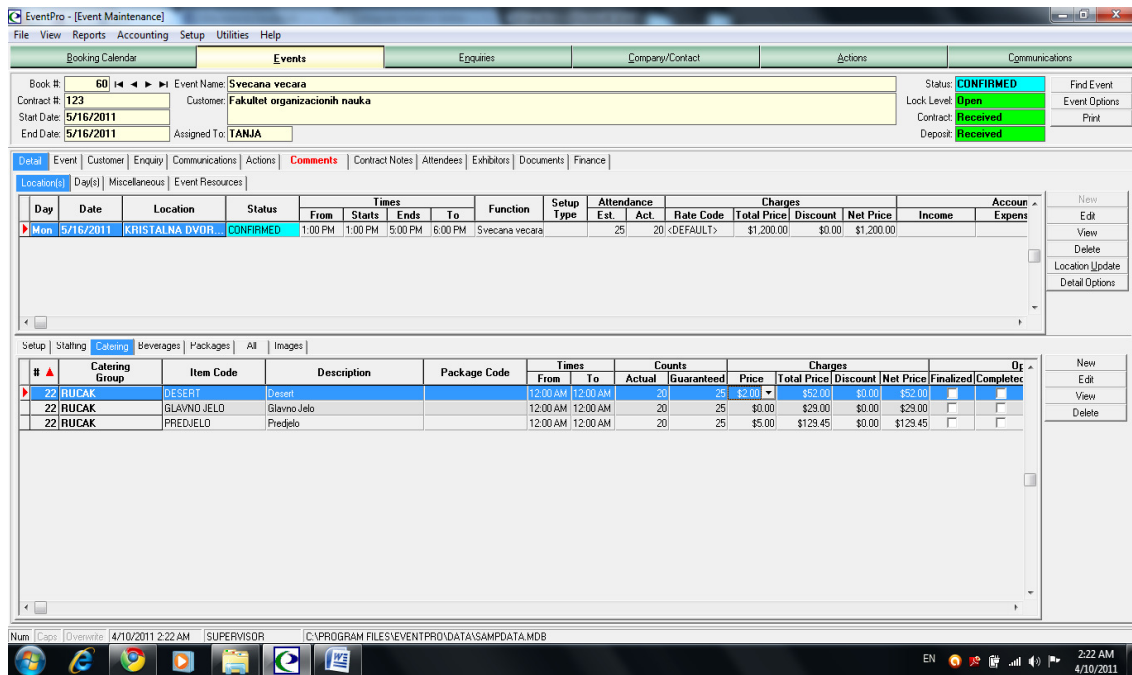 EventPro - [Event Maintenance]
File View Reports Accounting Setup Utilities Help
Booking Calendar Events Enquiries Company/Contact Actions Communications
Book #: 60 Event Name: Svecana vecara Status: CONFIRMED Find Event
Contract #: 123 Customer: Fakultet organizacionih nauka Lock Level: Open Event Options
Start Date: 5/16/2011 Contract: Received Print
End Date: 5/16/2011 Assigned To: TANJA Deposit: Received
Detail Event Customer Enquiry Communications Actions Comments Contract Notes Attendees Exhibitors Documents Finance
Location(s) Day(s) Miscellaneous Event Resources
Day Date Location Status Times Function Setup Type Attendance Charges Accoun New
From Starts Ends To Est. Act. Rate Code Total Price Discount Net Price Income Expens Edit
Mon 5/16/2011 KRISTALNA DVOR... CONFIRMED 1:00 PM 1:00 PM 5:00 PM 6:00 PM Svecana vecara 25 20 <DEFAULT> $1,200.00 $0.00 $1,200.00 View
Delete
Location Update
Detail Options
Setup Staffing Catering Beverages Packages All Images
# Catering Group Item Code Description Package Code Times Counts Charges Op New
From To Actual Guaranteed Price Total Price Discount Net Price Finalized Completed Edit
22 RUCAK DESERT Desert 12:00 AM 12:00 AM 20 25 $2.00 $52.00 $0.00 $52.00 View
22 RUCAK GLAVNO JELO Glavno Jelo 12:00 AM 12:00 AM 20 25 $0.00 $29.00 $0.00 $29.00 Delete
22 RUCAK PREDJELO Predjelo 12:00 AM 12:00 AM 20 25 $5.00 $129.45 $0.00 $129.45
Num Caps Overwrite 4/10/2011 2:22 AM SUPERVISOR C:\PROGRAM FILES\EVENTPRO\DATA\SAMPDATA.MDB
EN 2:22 AM
4/10/2011